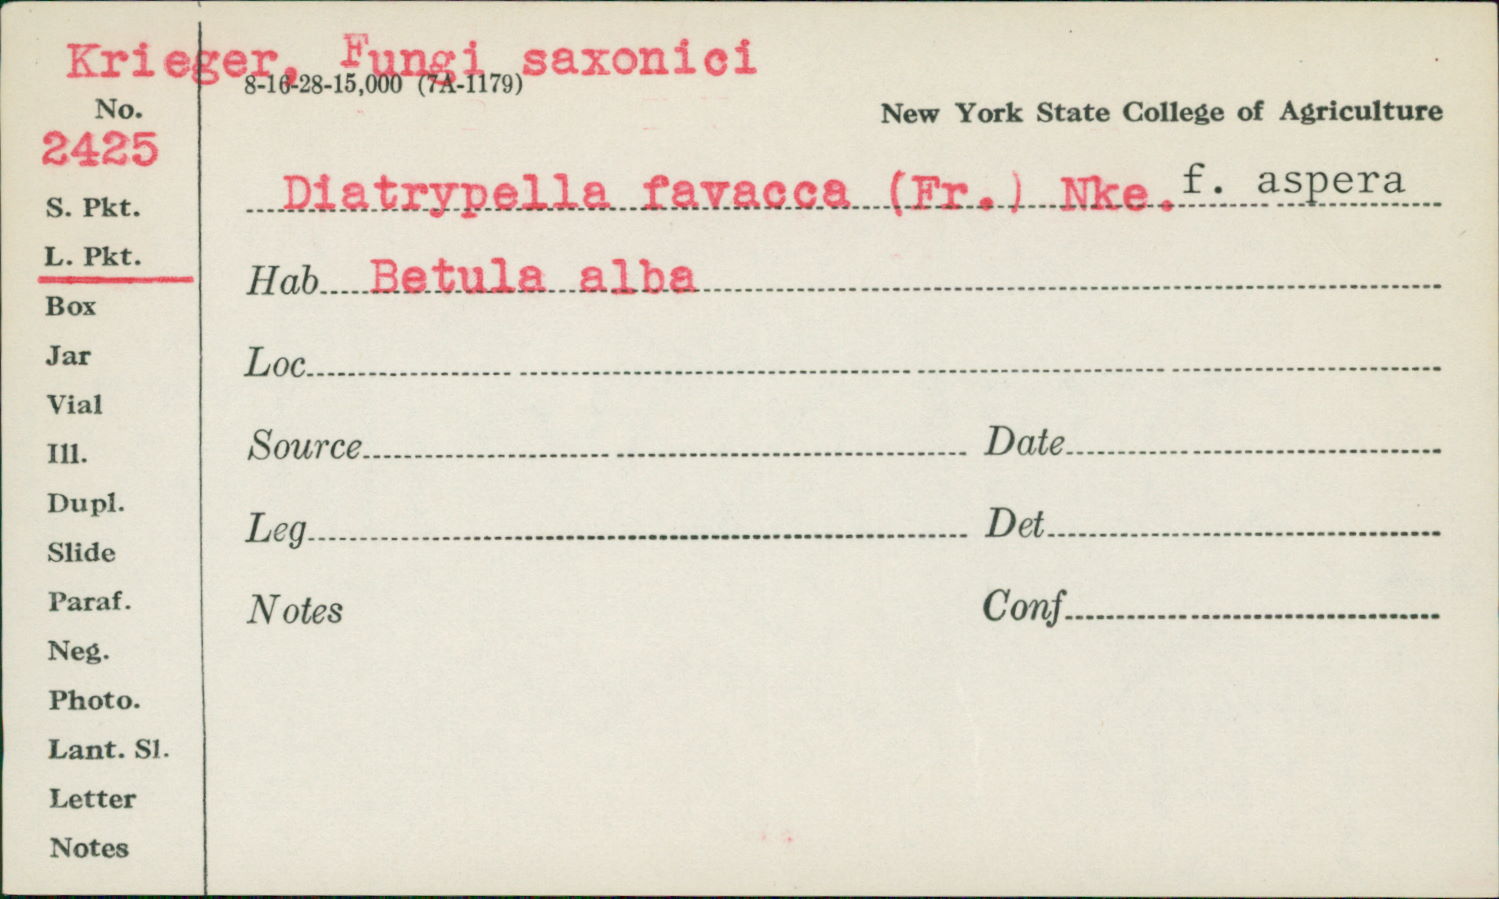 Krieger, Fungi saxonici
8-16-28-15,000 (7A-1179)
No.
New York State College of Agriculture
2425
Diatrypella favacca (Fr.) Nke. f. aspera
S. Pkt.
L. Pkt.
Hab Betula alba
Box
Jar
Loc
Vial
Ill.
Source Date
Dupl.
Leg Det
Slide
Paraf.
Notes Conf
Neg.
Photo.
Lant. Sl.
Letter
Notes